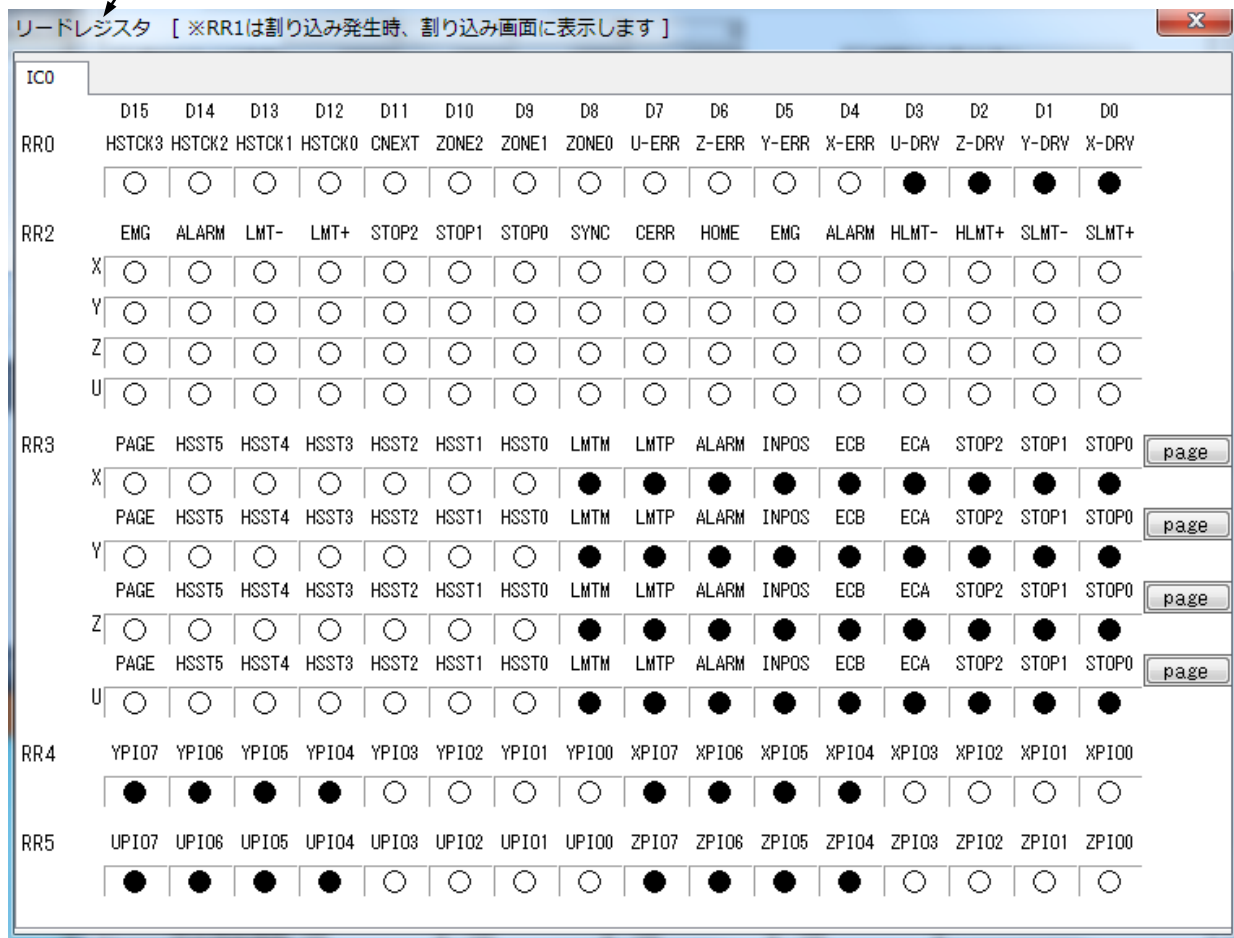 リードレジスタ [ ※RR1は割り込み発生時、割り込み画面に表示します ]
IC0
D15 D14 D13 D12 D11 D10 D9 D8 D7 D6 D5 D4 D3 D2 D1 D0
RR0 HSTCK3 HSTCK2 HSTCK1 HSTCK0 CNEXT ZONE2 ZONE1 ZONE0 U-ERR Z-ERR Y-ERR X-ERR U-DRV Z-DRV Y-DRV X-DRV
RR2 EMG ALARM LMT- LMT+ STOP2 STOP1 STOP0 SYNC CERR HOME EMG ALARM HLMT- HLMT+ SLMT- SLMT+
X
Y
Z
U
RR3 PAGE HSST5 HSST4 HSST3 HSST2 HSST1 HSST0 LMTM LMTP ALARM INPOS ECB ECA STOP2 STOP1 STOP0 page
X
PAGE HSST5 HSST4 HSST3 HSST2 HSST1 HSST0 LMTM LMTP ALARM INPOS ECB ECA STOP2 STOP1 STOP0 page
Y
PAGE HSST5 HSST4 HSST3 HSST2 HSST1 HSST0 LMTM LMTP ALARM INPOS ECB ECA STOP2 STOP1 STOP0 page
Z
PAGE HSST5 HSST4 HSST3 HSST2 HSST1 HSST0 LMTM LMTP ALARM INPOS ECB ECA STOP2 STOP1 STOP0 page
U
RR4 YPIO7 YPIO6 YPIO5 YPIO4 YPIO3 YPIO2 YPIO1 YPIO0 XPIO7 XPIO6 XPIO5 XPIO4 XPIO3 XPIO2 XPIO1 XPIO0
RR5 UPIO7 UPIO6 UPIO5 UPIO4 UPIO3 UPIO2 UPIO1 UPIO0 ZPIO7 ZPIO6 ZPIO5 ZPIO4 ZPIO3 ZPIO2 ZPIO1 ZPIO0